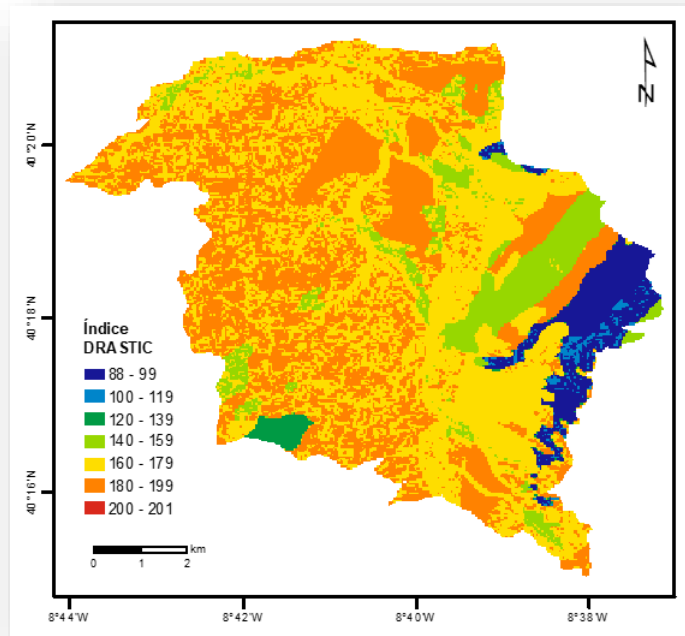 N
40°20'N
40°18'N
40°16'N
Índice
DRASTIC
88 - 99
100 - 119
120 - 139
140 - 159
160 - 179
180 - 199
200 - 201
km
0 1 2
8°44'W 8°42'W 8°40'W 8°38'W